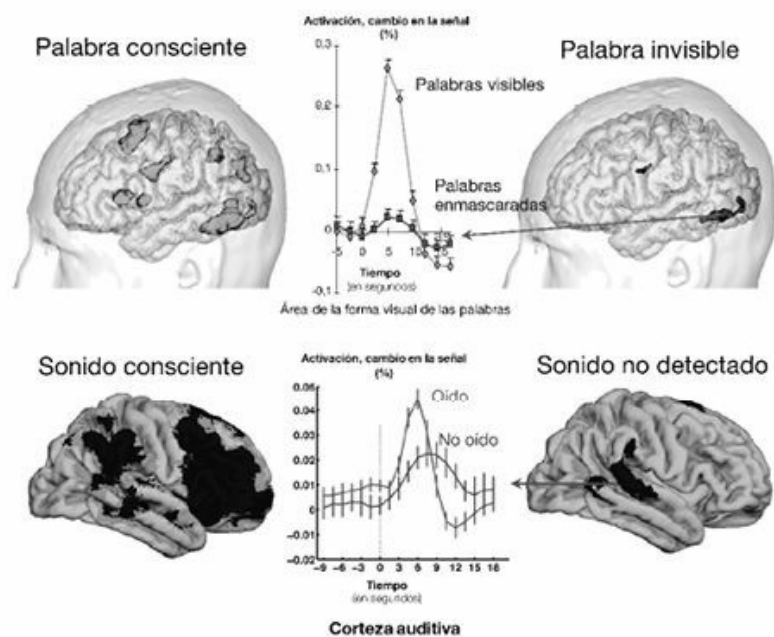 Palabra consciente
Activación, cambio en la señal
(%)
Palabra invisible
0,3
0,2
0,1
0
-0,1
Palabras visibles
Palabras
enmascaradas
-5
0
5
10
15
Tiempo
(en segundos)
Área de la forma visual de las palabras
Sonido consciente
Activación, cambio en la señal
(%)
Sonido no detectado
0.05
0.04
0.03
0.02
0.01
0
-0.01
-0.02
Oído
No oído
-9 -6 -3 0 3 6 9 12 15 18
Tiempo
(en segundos)
Corteza auditiva